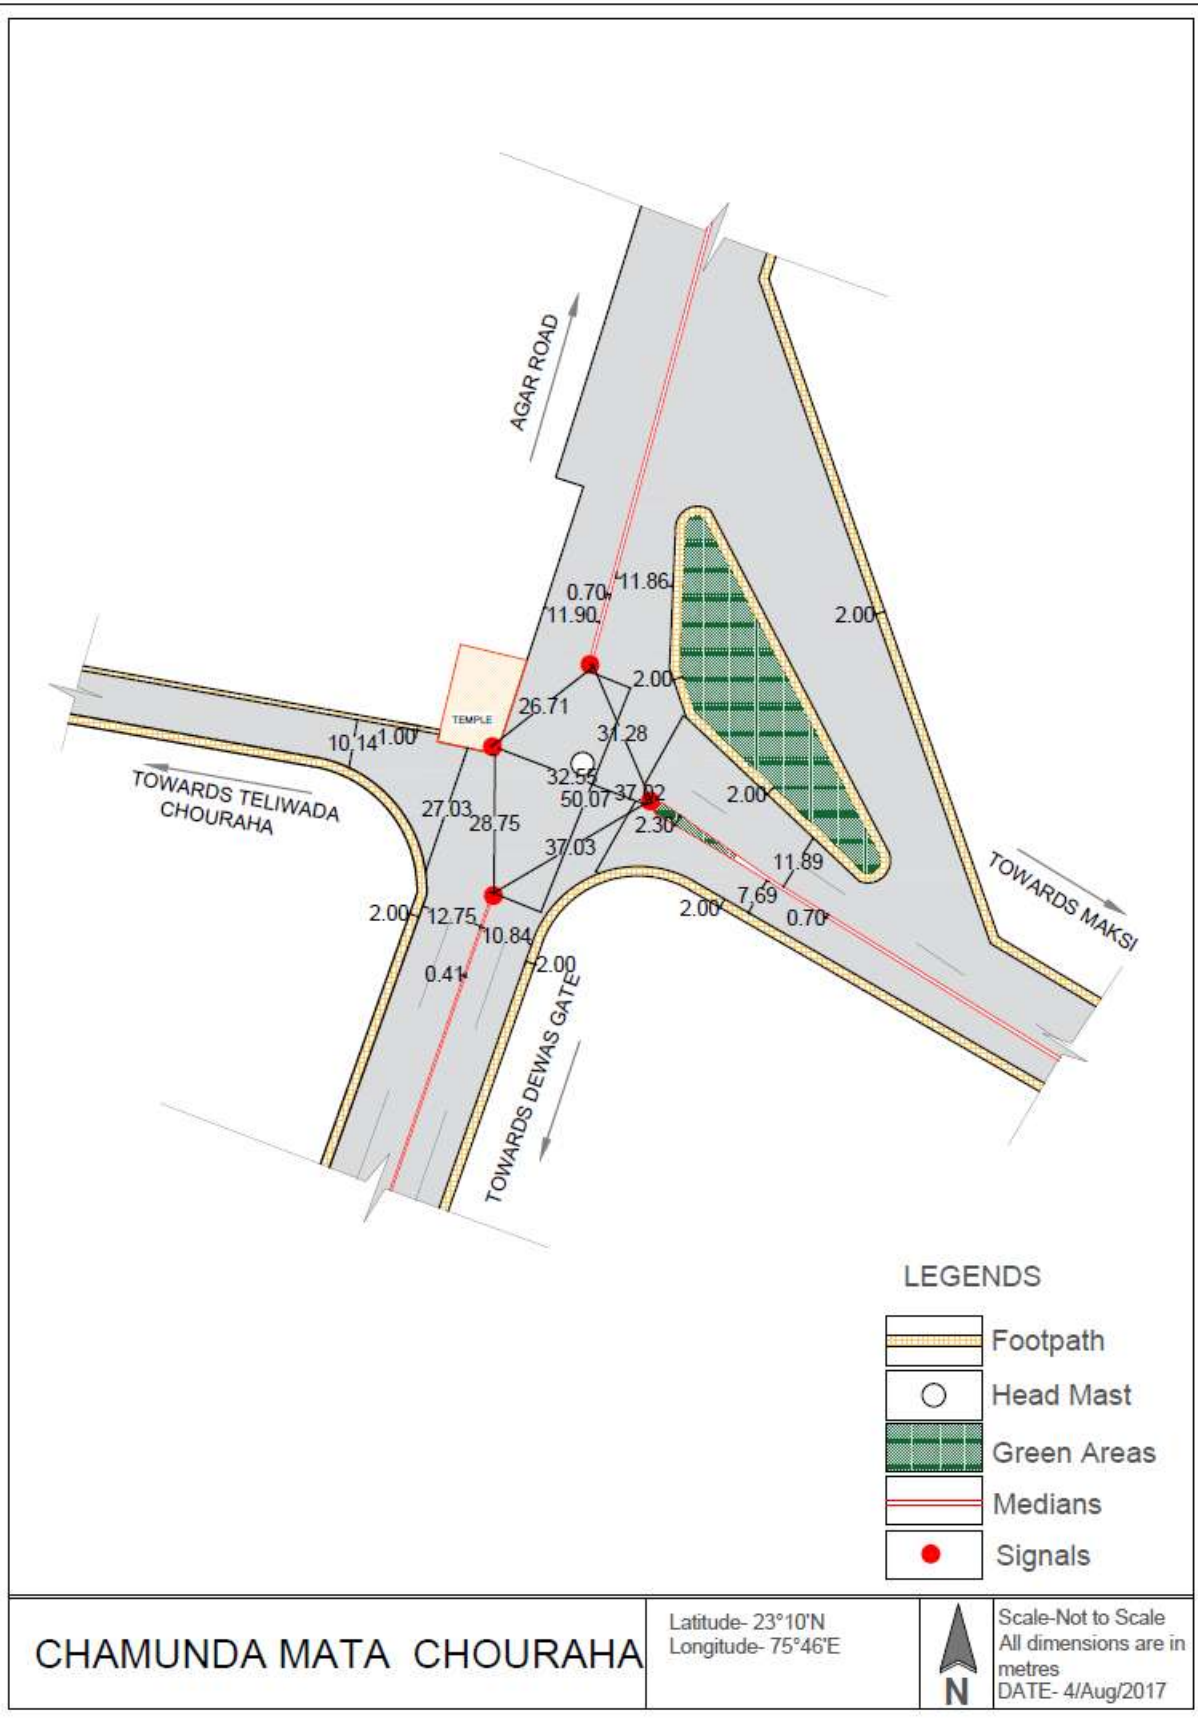 AGAR ROAD
11.86
0.70
11.90
2.00
2.00
26.71
TEMPLE
31.28
10.14
1.00
32.55
50.07
37.92
2.00
TOWARDS TELIWADA
CHOURAHA
27.03
28.75
2.30
37.03
11.89
TOWARDS MAKSI
7.69
2.00
0.70
2.00
12.75
10.84
2.00
0.41
TOWARDS DEWAS GATE
LEGENDS
Footpath
Head Mast
Green Areas
Medians
Signals
CHAMUNDA MATA CHOURAHA
Latitude- 23°10'N
Longitude- 75°46'E
N
Scale-Not to Scale
All dimensions are in
metres
DATE- 4/Aug/2017